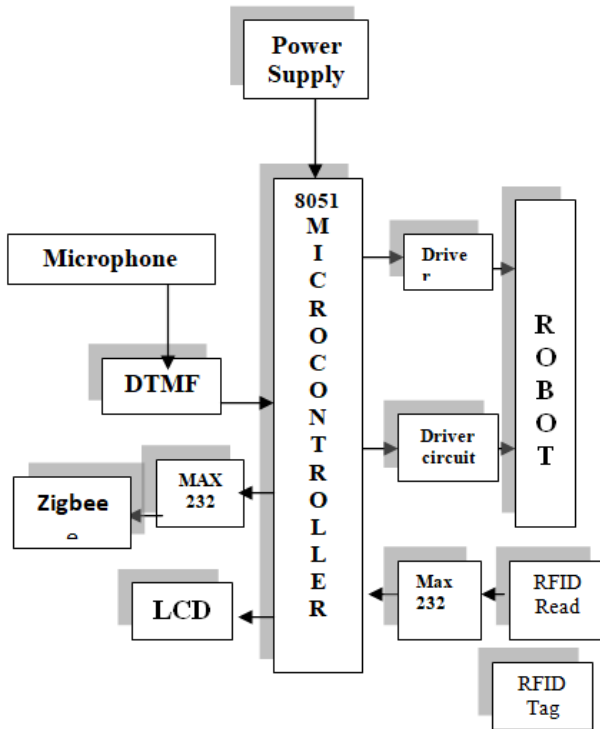 Power
Supply
8051
M
I
C
R
O
C
O
N
T
R
O
L
L
E
R
Microphone
DTMF
MAX
232
Zigbee
LCD
Drive
r
Driver
circuit
R
O
B
O
T
Max
232
RFID
Read
RFID
Tag